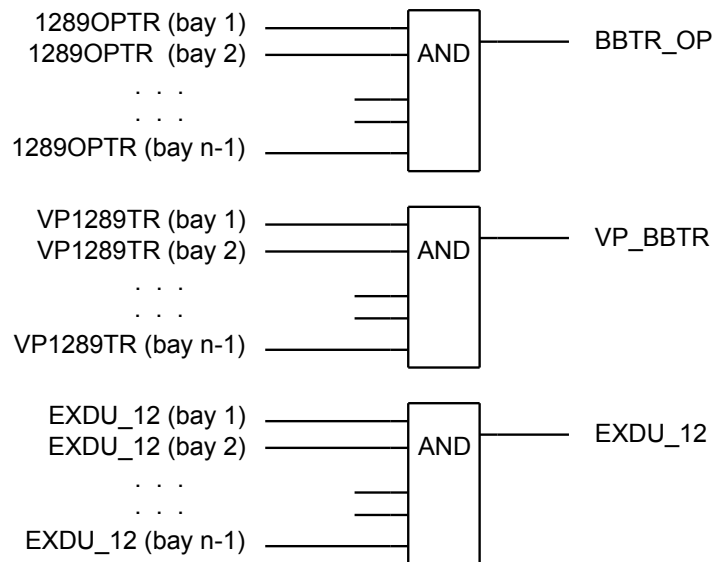 1289OPTR (bay 1)
1289OPTR (bay 2)
. . .
. . .
1289OPTR (bay n-1)
AND
BBTR_OP
VP1289TR (bay 1)
VP1289TR (bay 2)
. . .
. . .
VP1289TR (bay n-1)
AND
VP_BBTR
EXDU_12 (bay 1)
EXDU_12 (bay 2)
. . .
. . .
EXDU_12 (bay n-1)
AND
EXDU_12